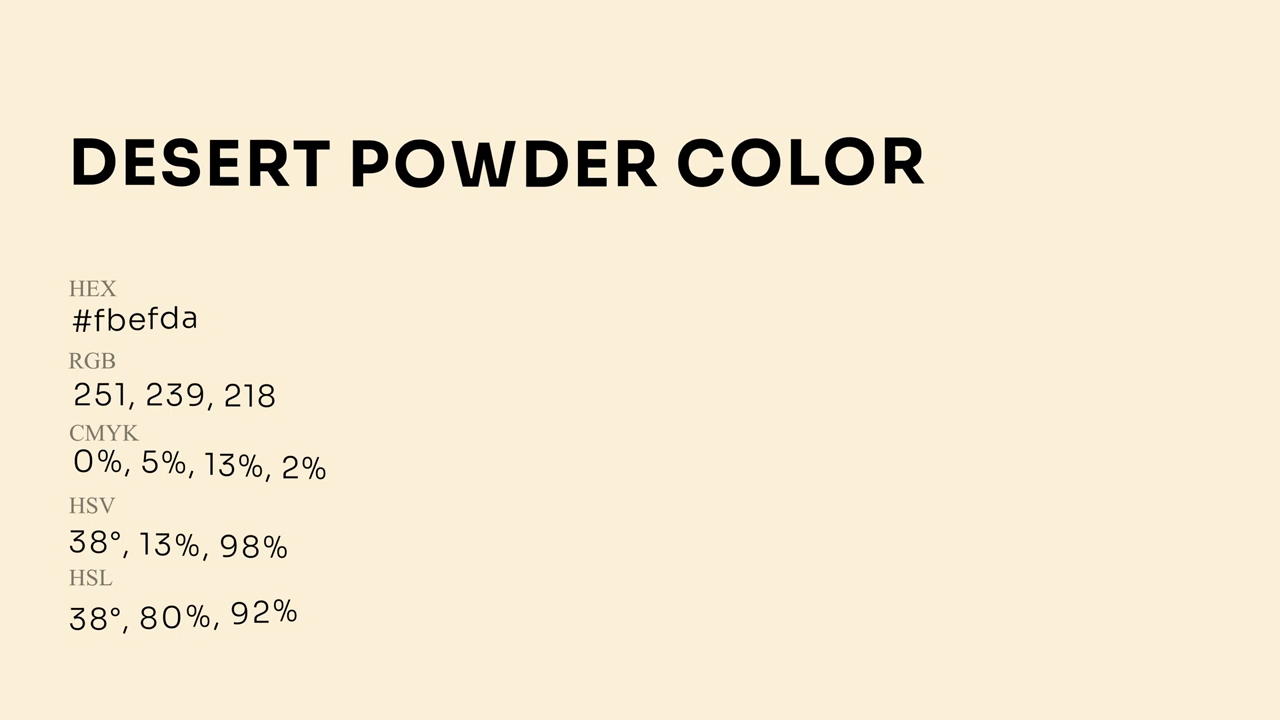 DESERT POWDER COLOR
HEX
#fbefda
RGB
251, 239, 218
CMYK
0%, 5%, 13%, 2%
HSV
38°, 13%, 98%
HSL
38°, 80%, 92%